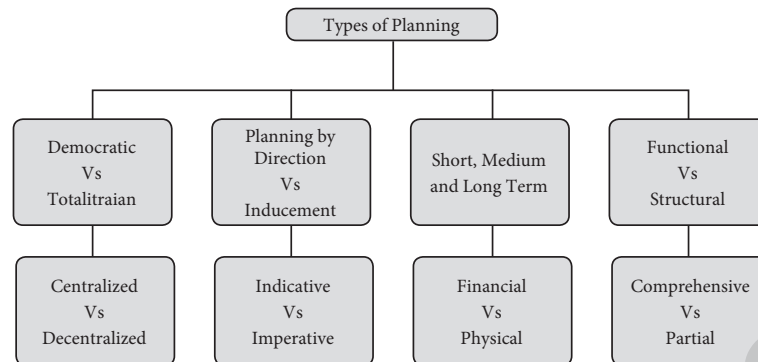 Types of Planning
Democratic
Vs
Totalitraian
Planning by
Direction
Vs
Inducement
Short, Medium
and Long Term
Functional
Vs
Structural
Centralized
Vs
Decentralized
Indicative
Vs
Imperative
Financial
Vs
Physical
Comprehensive
Vs
Partial